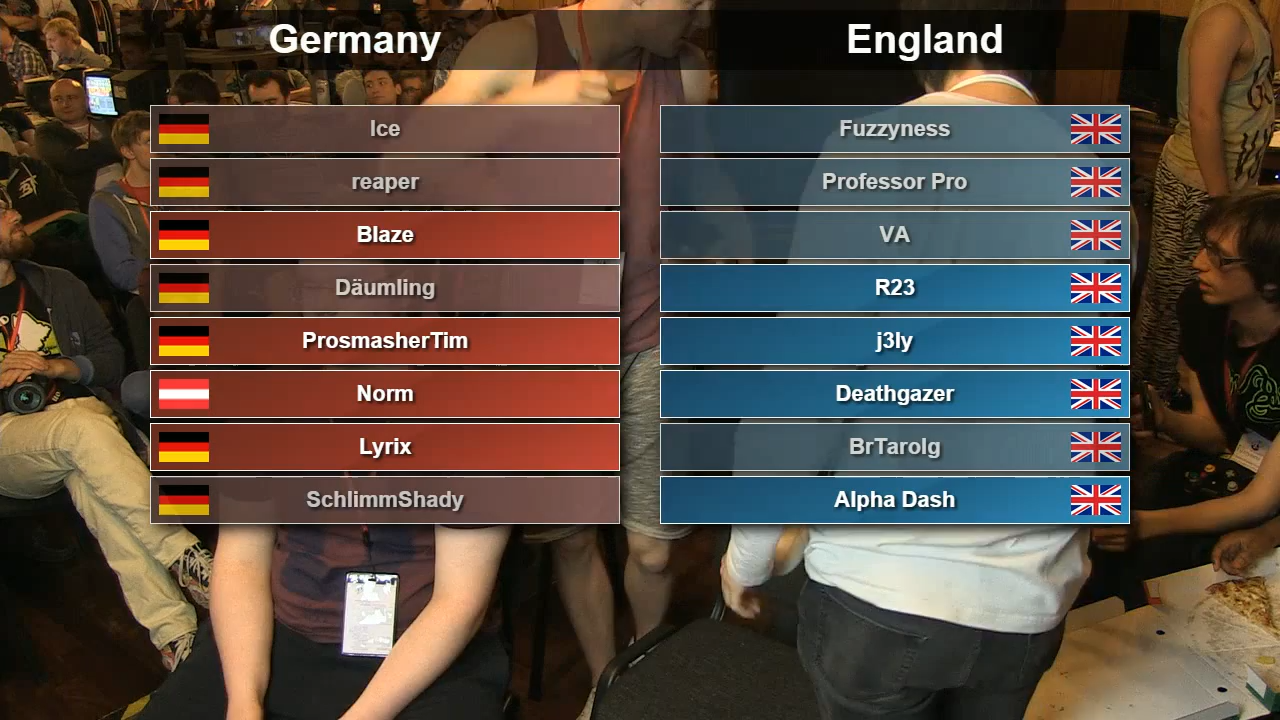 Germany
England
Ice
Fuzzyness
reaper
Professor Pro
Blaze
VA
Däumling
R23
ProsmasherTim
j3ly
Norm
Deathgazer
Lyrix
BrTarolg
SchlimmShady
Alpha Dash